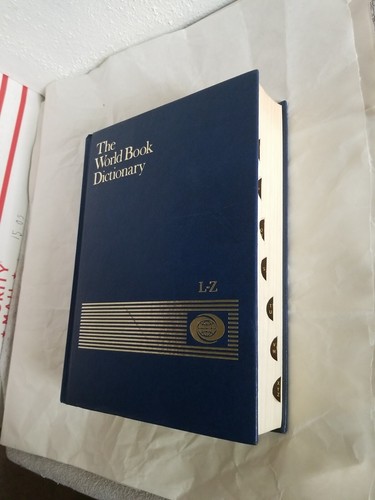 The
World Book
Dictionary
L-Z